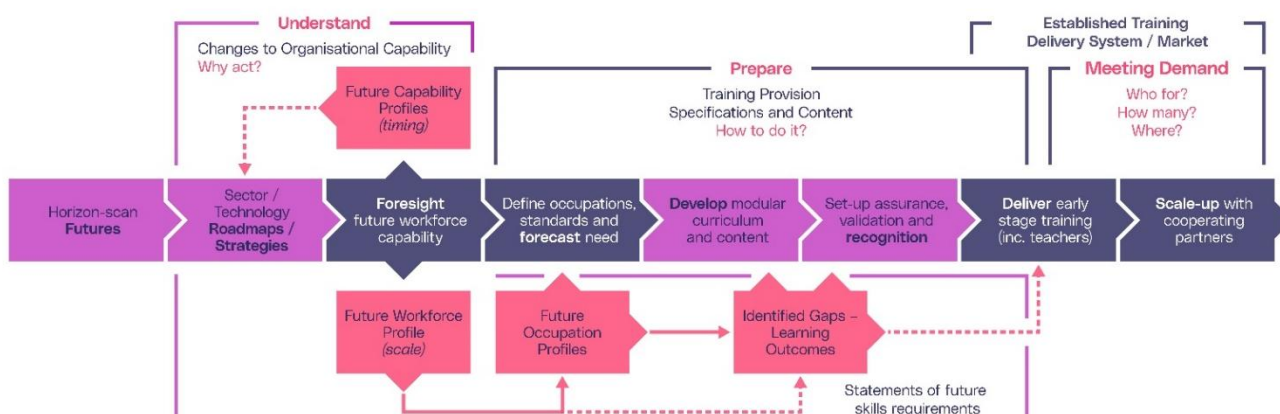 Understand
Changes to Organisational Capability
Why act?
Established Training
Delivery System / Market
Prepare
Training Provision
Specifications and Content
How to do it?
Meeting Demand
Who for?
How many?
Where?
Future Capability
Profiles
(timing)
Horizon-scan
Futures
Sector /
Technology
Roadmaps /
Strategies
Foresight
future workforce
capability
Define occupations,
standards and
forecast need
Develop modular
curriculum
and content
Set-up assurance,
validation and
recognition
Deliver early
stage training
(inc. teachers)
Scale-up with
cooperating
partners
Future Workforce
Profile
(scale)
Future
Occupation
Profiles
Identified Gaps –
Learning
Outcomes
Statements of future
skills requirements